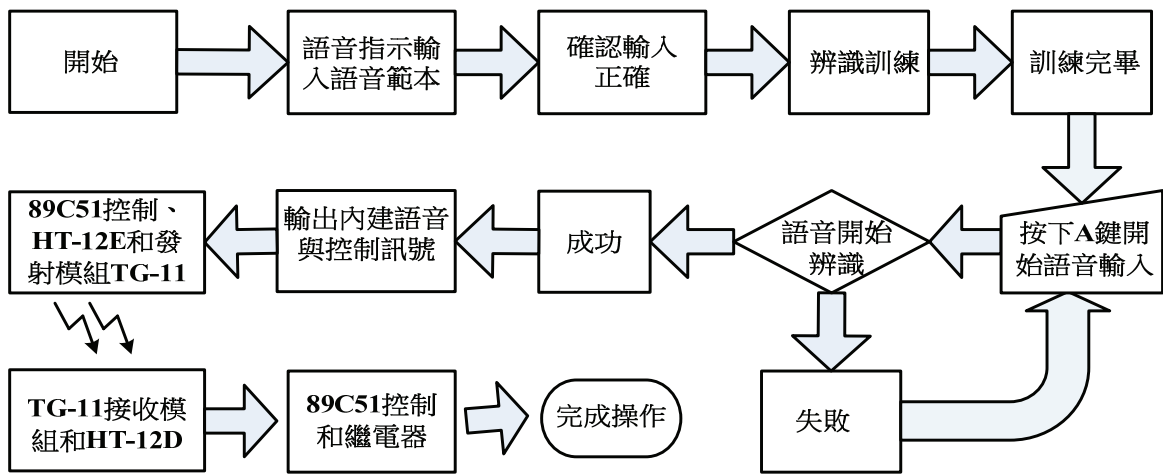 開始
語音指示輸
入語音範本
確認輸入
正確
辨識訓練
訓練完畢
按下A鍵開
始語音輸入
語音開始
辨識
成功
輸出內建語音
與控制訊號
89C51控制、
HT-12E和發
射模組TG-11
失敗
TG-11接收模
組和HT-12D
89C51控制
和繼電器
完成操作